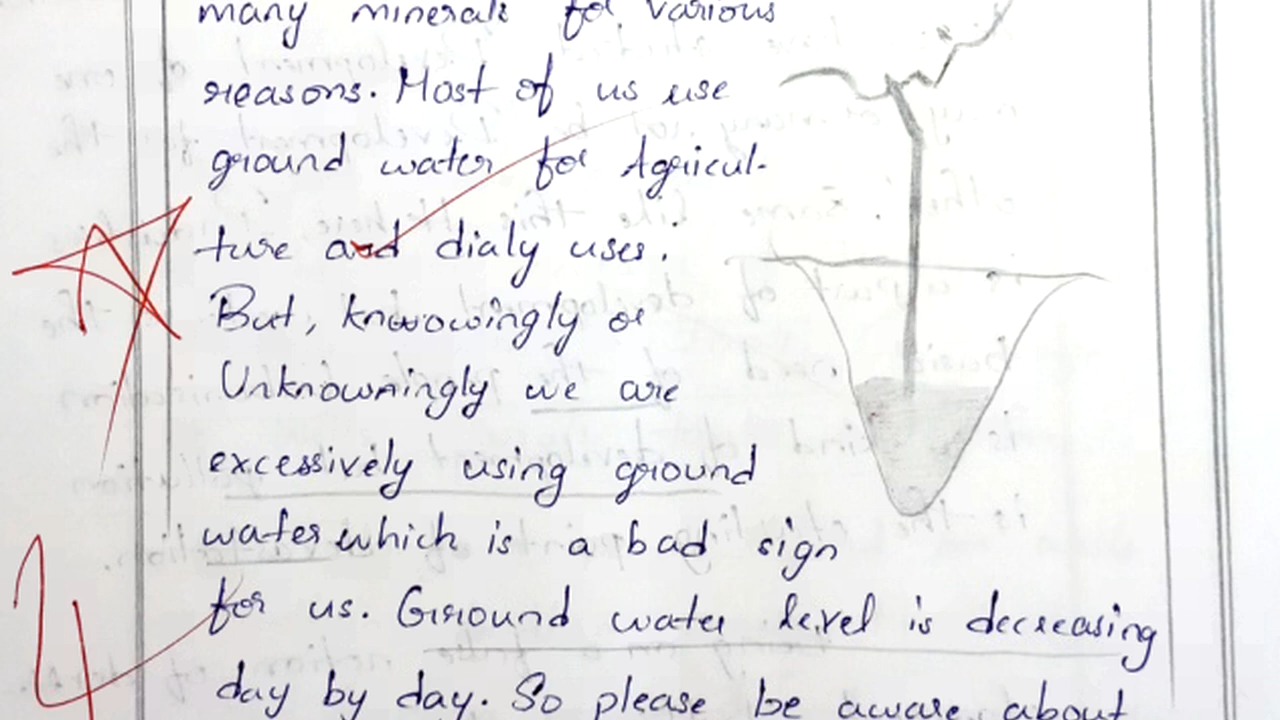 many minerals for various
reasons. Most of us use
ground water for Agricul-
ture and dialy uses.
But, knowowingly or
Unknowningly we are
excessively using ground
water which is a bad sign
for us. Ground water level is decreasing
day by day. So please be aware about
4